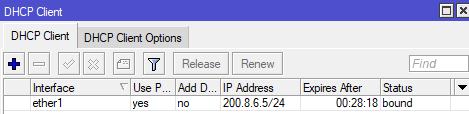 DHCP Client
DHCP Client DHCP Client Options
Release Renew Find
Interface Use P... Add D... IP Address Expires After Status
ether1 yes no 200.8.6.5/24 00:28:18 bound